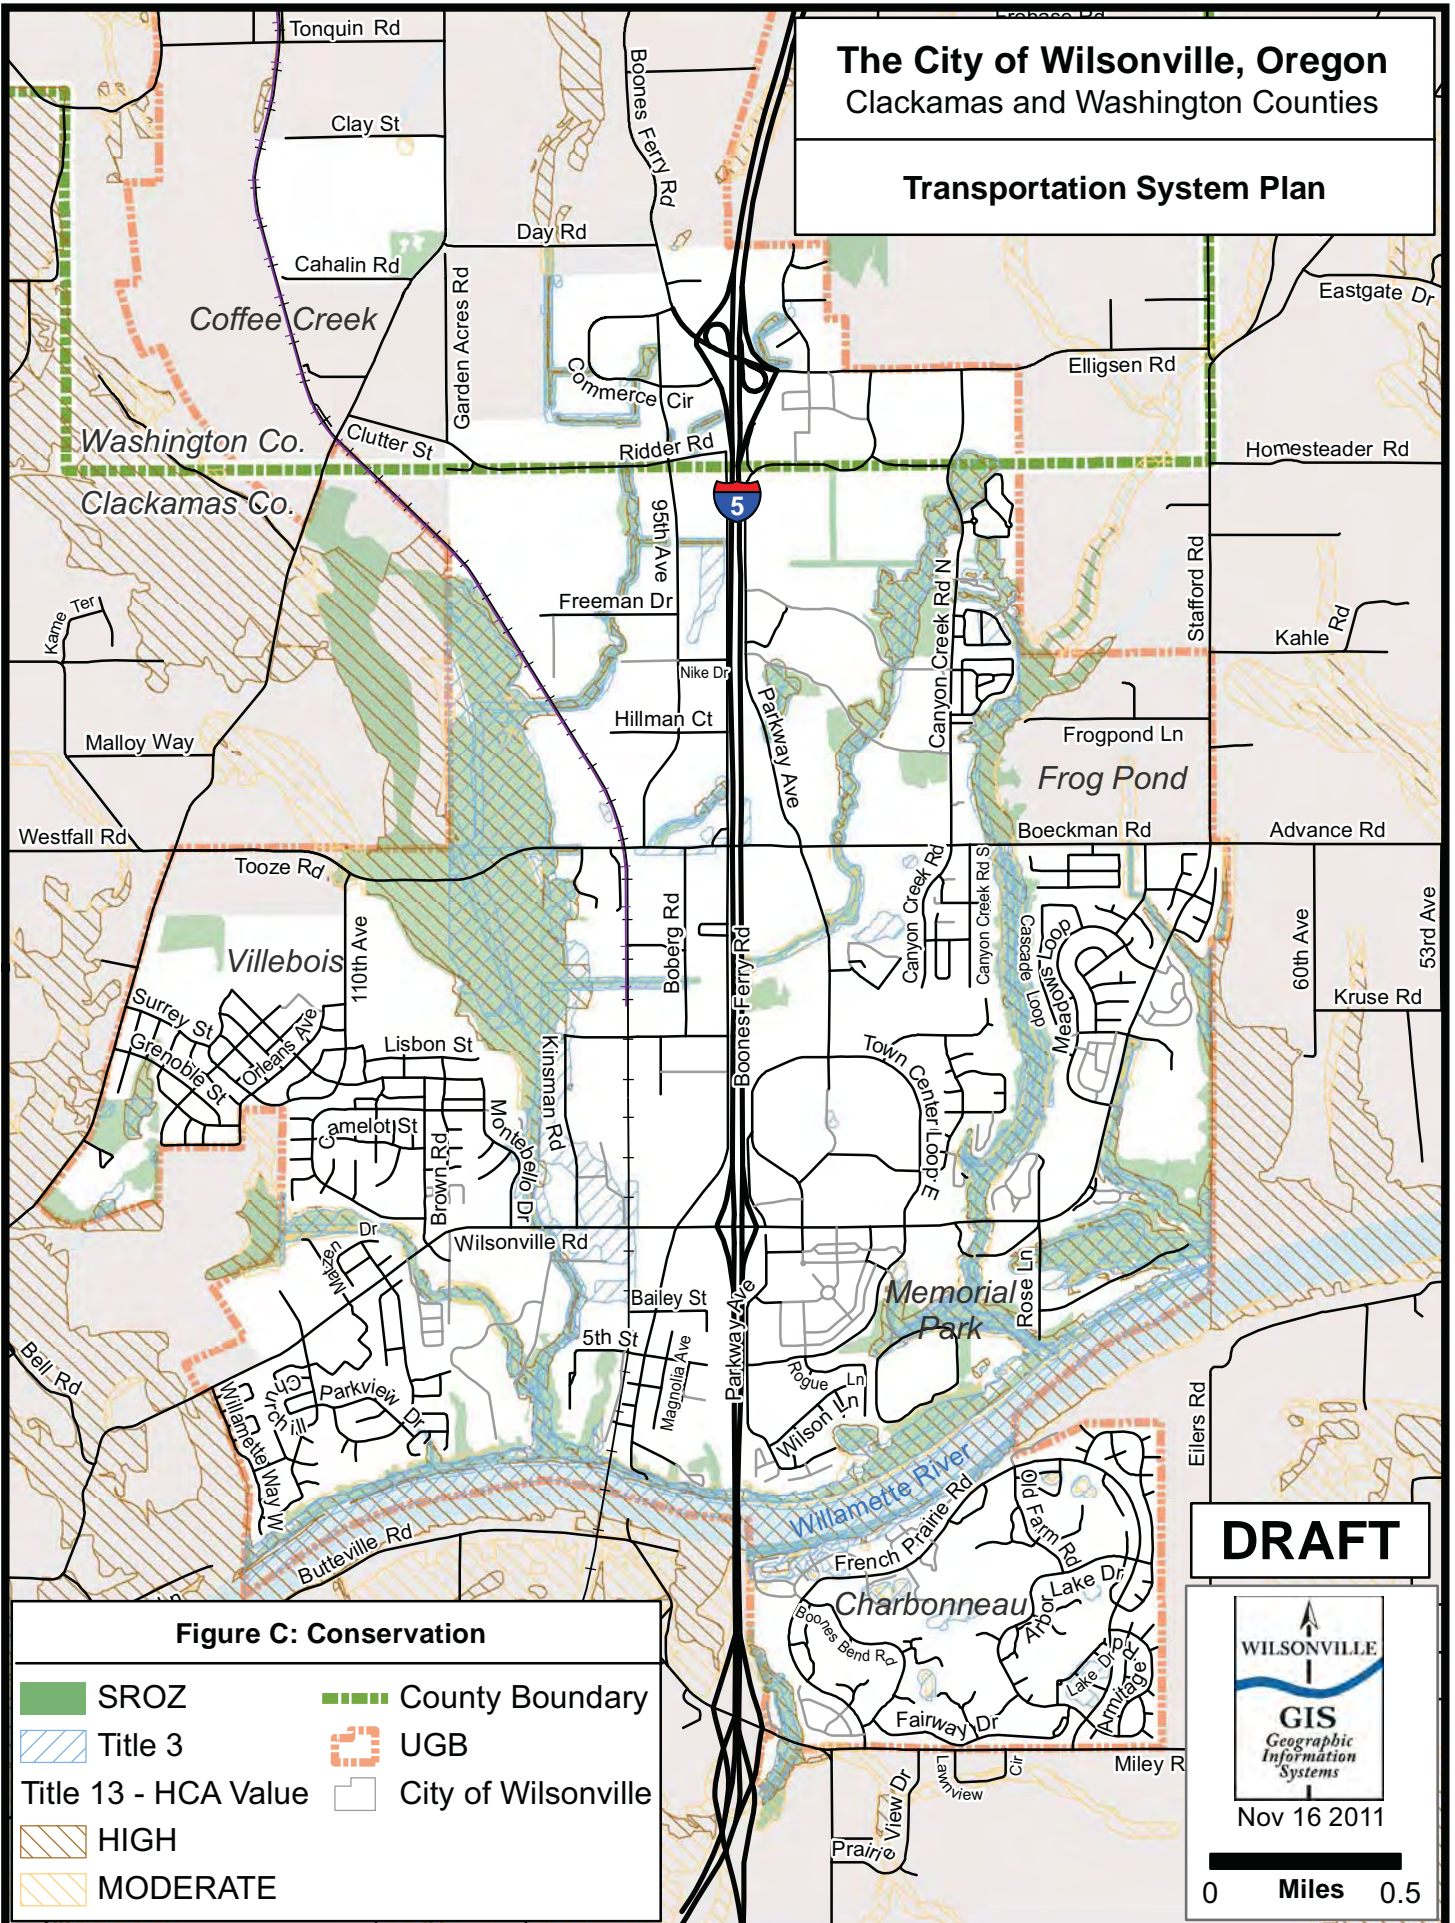 The City of Wilsonville, Oregon
Clackamas and Washington Counties
Transportation System Plan
Tonquin Rd
Boones Ferry Rd
Clay St
Day Rd
Cahalin Rd
Garden Acres Rd
Coffee Creek
Eastgate Dr
Elligsen Rd
Commerce Cir
Washington Co.
Clutter St
Ridder Rd
Homesteader Rd
Clackamas Co.
5
95th Ave
Stafford Rd
Canyon Creek Rd N
Freeman Dr
Kame Ter
Kahle Rd
Nike Dr
Parkway Ave
Hillman Ct
Malloy Way
Frogpond Ln
Frog Pond
Westfall Rd
Boeckman Rd
Advance Rd
Tooze Rd
Canyon Creek Rd
Canyon Creek Rd S
Boberg Rd
110th Ave
Villebois
Boones Ferry Rd
Cascade Loop
Meadows Loop
60th Ave
53rd Ave
Kruse Rd
Surrey St
Grenoble St
Orleans Ave
Lisbon St
Kinsman Rd
Town Center Loop E
Camelot St
Brown Rd
Montebello Dr
Matzen Dr
Wilsonville Rd
Memorial
Park
Rose Ln
Bailey St
5th St
Parkway Ave
Magnolia Ave
Bell Rd
Churchill
Parkview Dr
Willamette Way W
Rogue Ln
Wilson Ln
Eilers Rd
Willamette River
French Prairie Rd
Old Farm Rd
Butteville Rd
Lake Dr
Arbor
Charbonneau
Boones Bend Rd
Lake Dr
Armitage Rd
Fairway Dr
Miley R
Lawnview Cir
Prairie View Dr
DRAFT
Figure C: Conservation
SROZ
County Boundary
Title 3
UGB
Title 13 - HCA Value
City of Wilsonville
HIGH
MODERATE
WILSONVILLE
GIS
Geographic
Information
Systems
Nov 16 2011
0 Miles 0.5